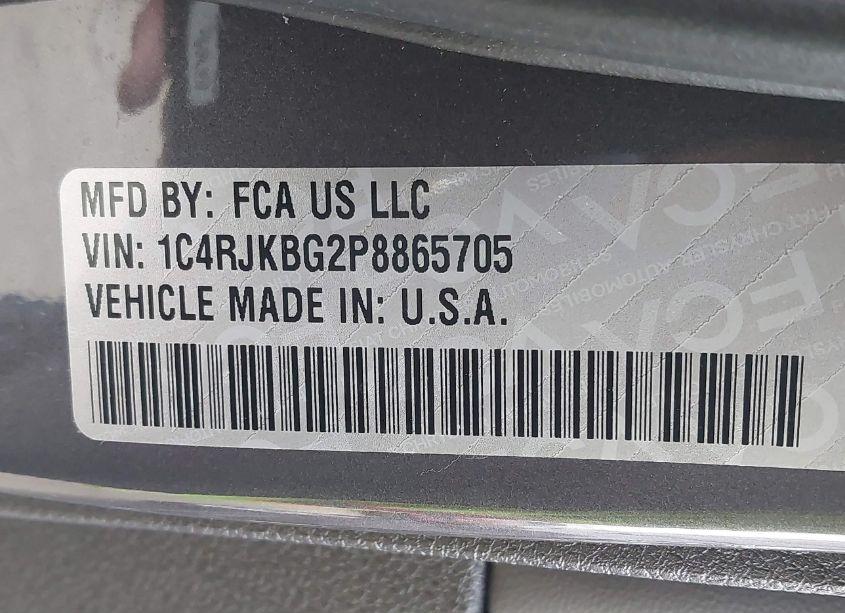 MFD BY: FCA US LLC
VIN: 1C4RJKBG2P8865705
VEHICLE MADE IN: U.S.A.